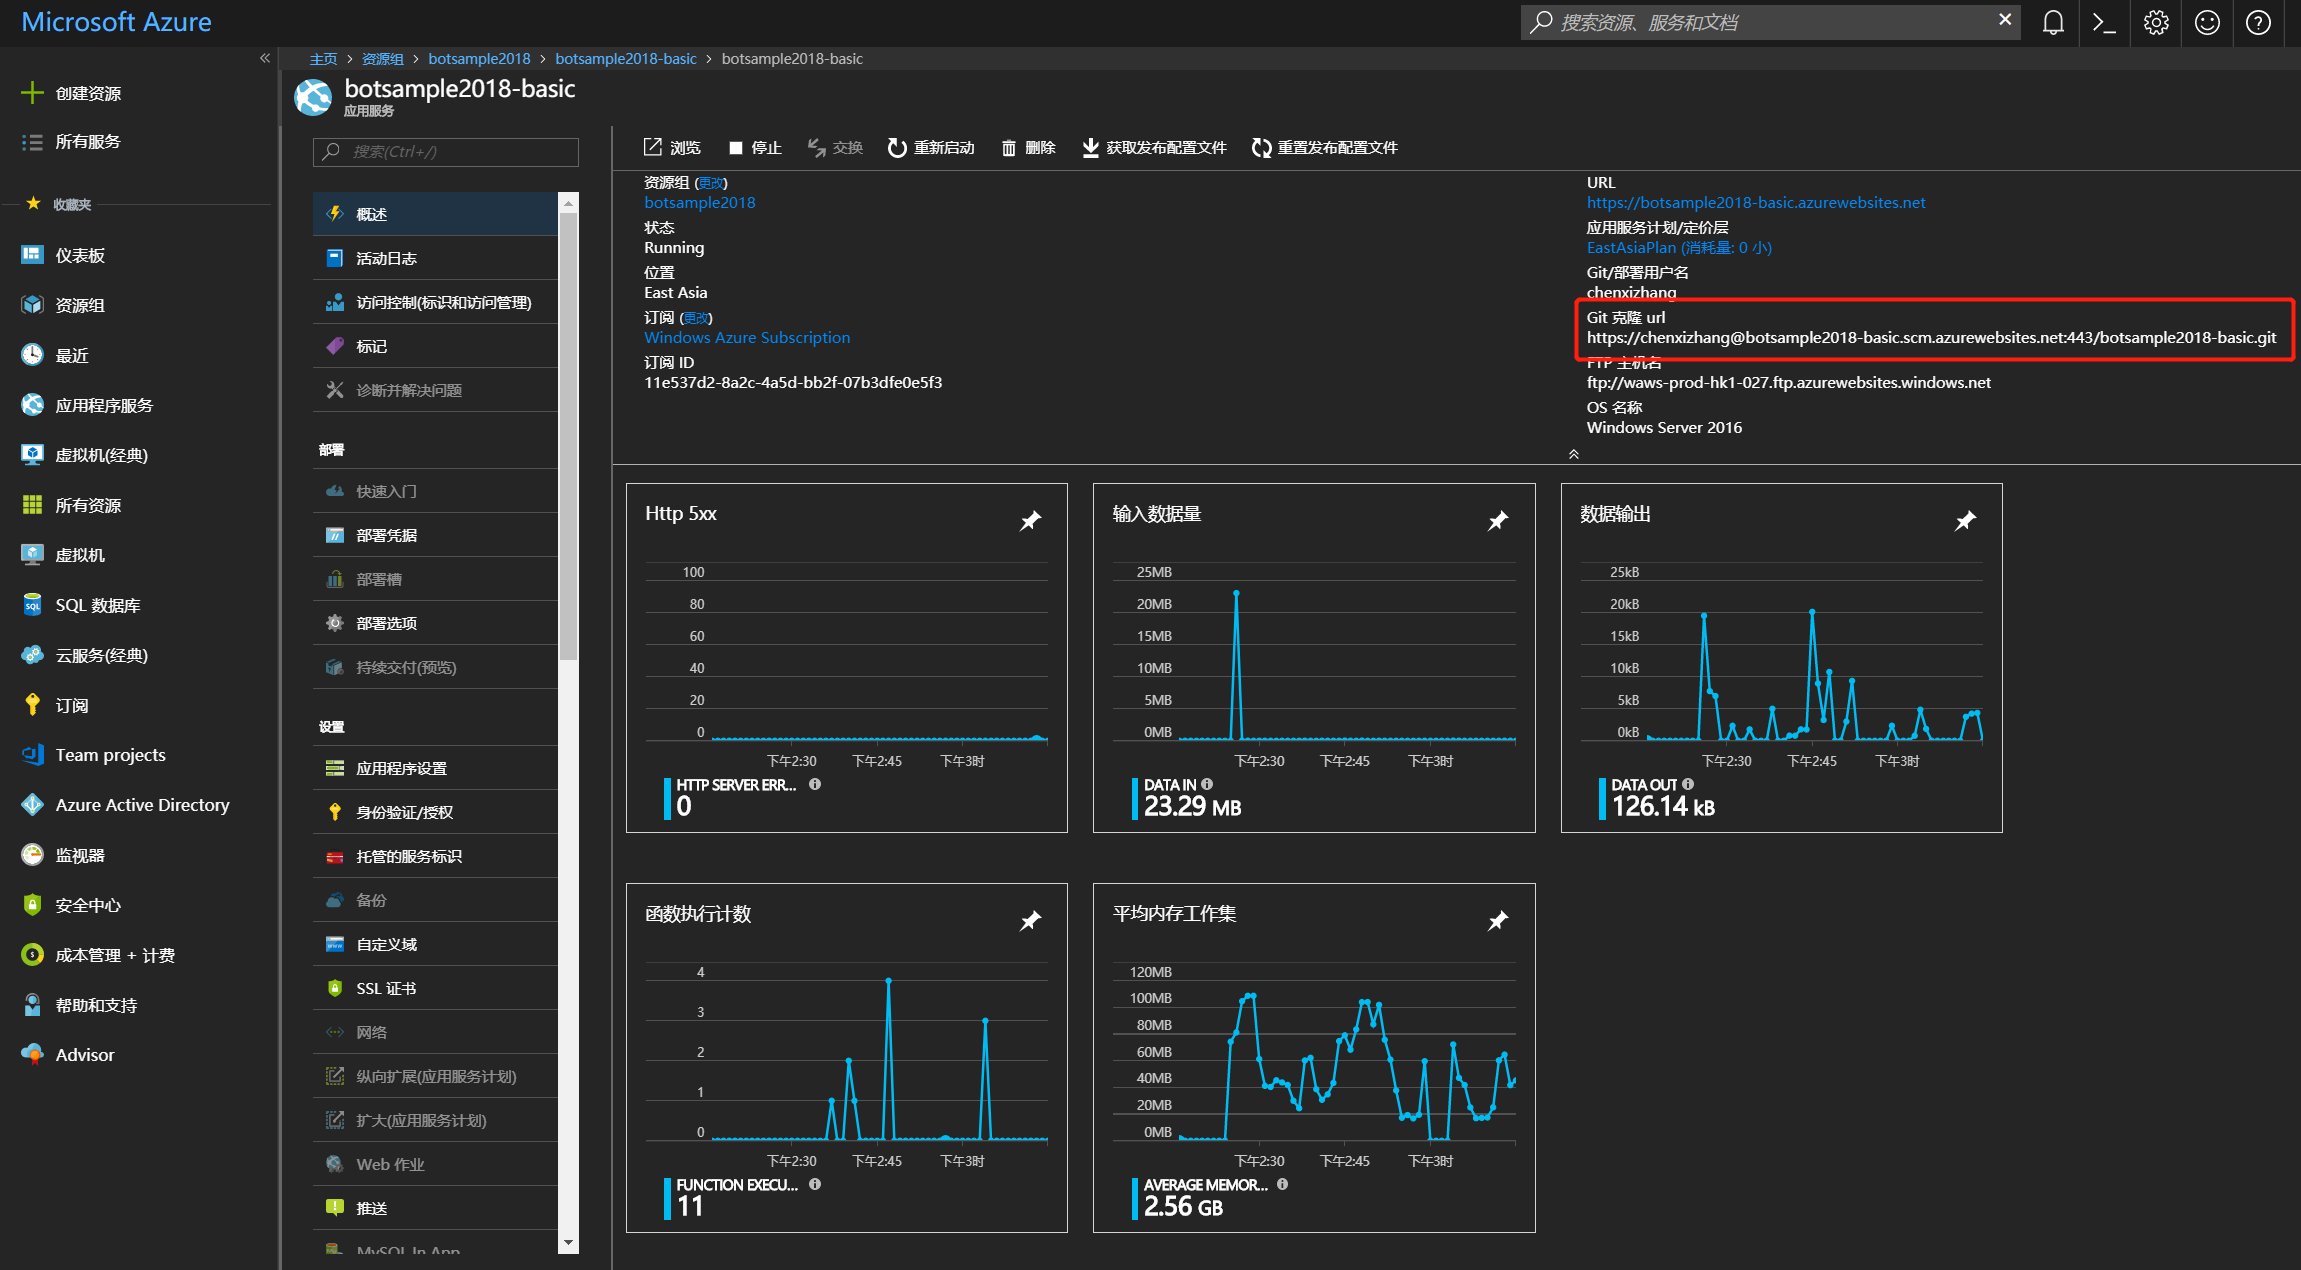 Microsoft Azure
搜索资源、服务和文档
主页 > 资源组 > botsample2018 > botsample2018-basic > botsample2018-basic
botsample2018-basic
应用服务
创建资源
所有服务
收藏夹
仪表板
资源组
最近
应用程序服务
虚拟机(经典)
所有资源
虚拟机
SQL 数据库
云服务(经典)
订阅
Team projects
Azure Active Directory
监视器
安全中心
成本管理 + 计费
帮助和支持
Advisor
搜索(Ctrl+/)
概述
活动日志
访问控制(标识和访问管理)
标记
诊断并解决问题
部署
快速入门
部署凭据
部署槽
部署选项
持续交付(预览)
设置
应用程序设置
身份验证/授权
托管的服务标识
备份
自定义域
SSL 证书
网络
纵向扩展(应用服务计划)
扩大(应用服务计划)
Web 作业
推送
MySQL In App
浏览 停止 交换 重新启动 删除 获取发布配置文件 重置发布配置文件
资源组 (更改)
botsample2018
状态
Running
位置
East Asia
订阅 (更改)
Windows Azure Subscription
订阅 ID
11e537d2-8a2c-4a5d-bb2f-07b3dfe0e5f3
URL
https://botsample2018-basic.azurewebsites.net
应用服务计划/定价层
EastAsiaPlan (消耗量: 0 小)
Git/部署用户名
chenxizhang
Git 克隆 url
https://chenxizhang@botsample2018-basic.scm.azurewebsites.net:443/botsample2018-basic.git
FTP 主机名
ftp://waws-prod-hk1-027.ftp.azurewebsites.windows.net
OS 名称
Windows Server 2016
Http 5xx
100
80
60
40
20
0
下午2:30 下午2:45 下午3时
HTTP SERVER ERR...
0
输入数据量
25MB
20MB
15MB
10MB
5MB
0MB
下午2:30 下午2:45 下午3时
DATA IN
23.29 MB
数据输出
25kB
20kB
15kB
10kB
5kB
0kB
下午2:30 下午2:45 下午3时
DATA OUT
126.14 kB
函数执行计数
4
3
2
1
0
下午2:30 下午2:45 下午3时
FUNCTION EXECU...
11
平均内存工作集
120MB
100MB
80MB
60MB
40MB
20MB
0MB
下午2:30 下午2:45 下午3时
AVERAGE MEMOR...
2.56 GB